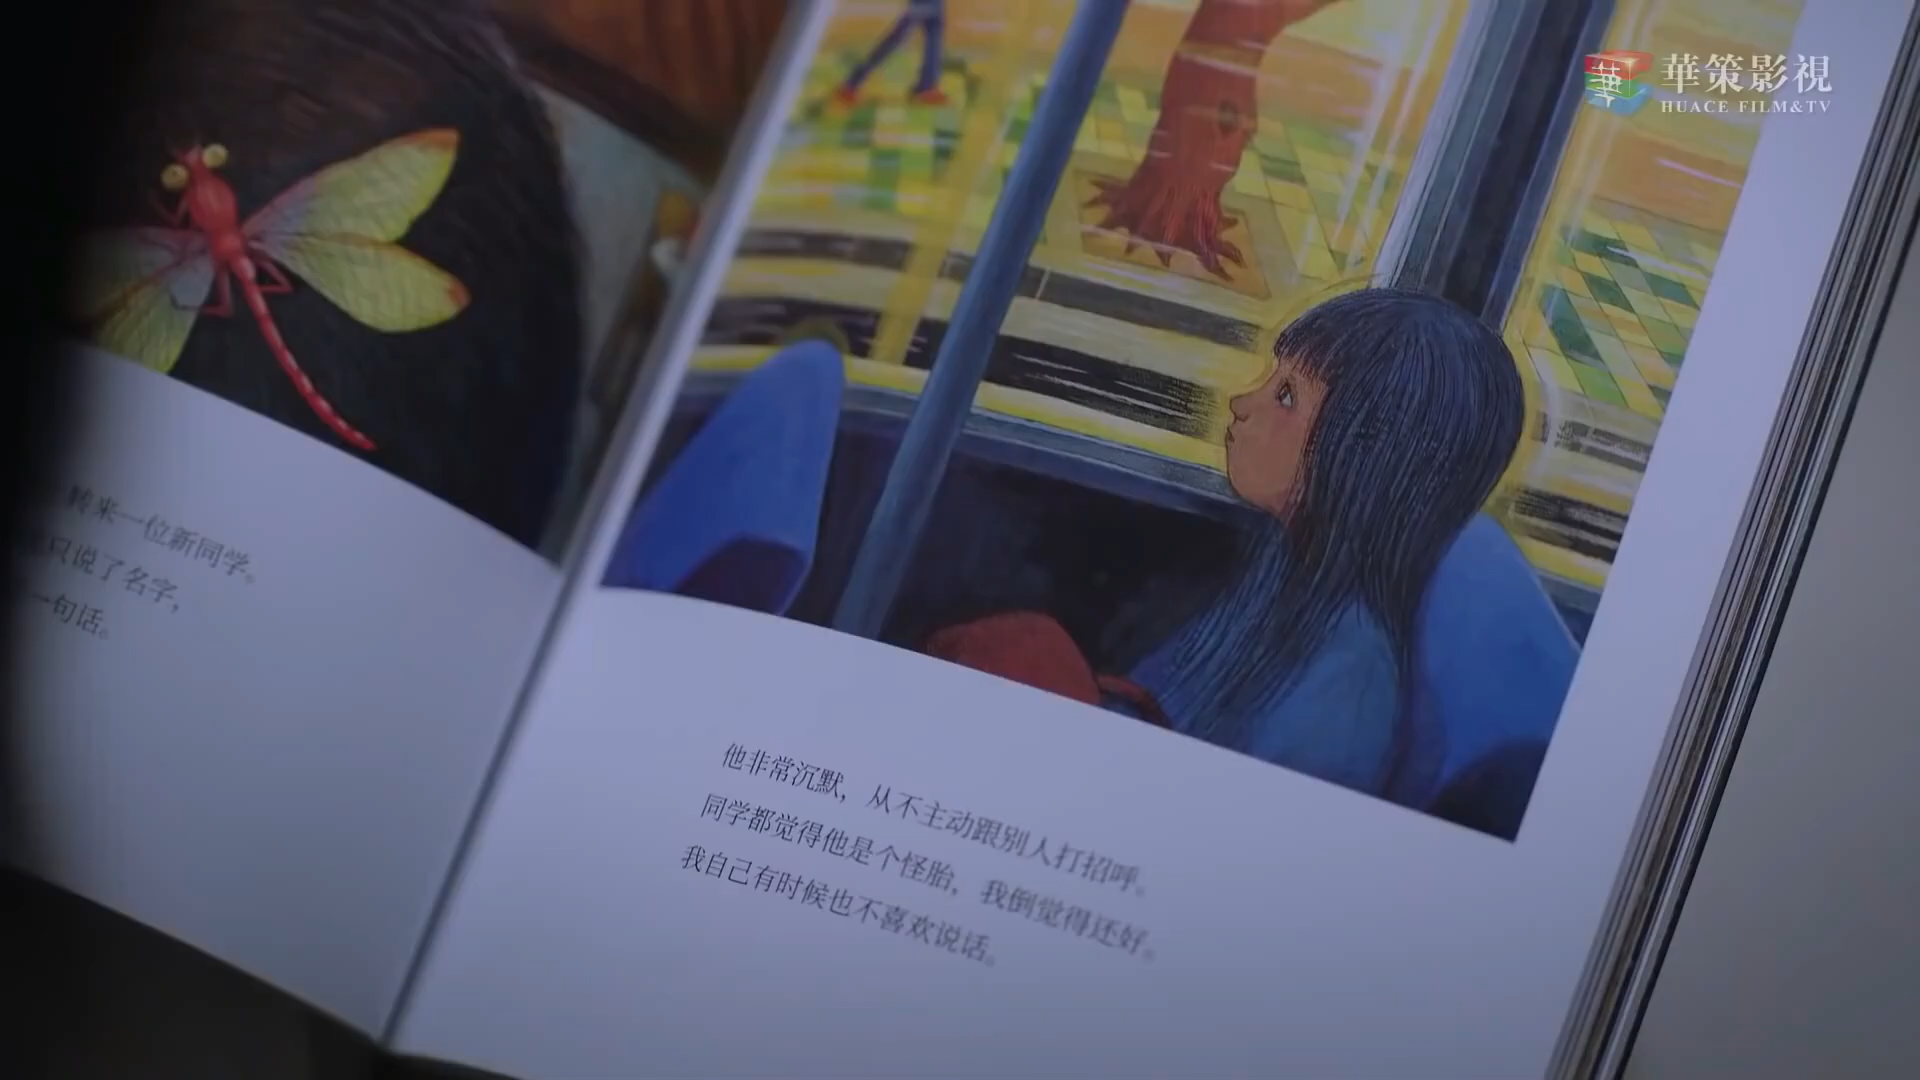 華策影視
HUACE FILM&TV
转来一位新同学。
只说了名字，
一句话。
他非常沉默，从不主动跟别人打招呼。
同学都觉得他是个怪胎，我倒觉得还好。
我自己有时候也不喜欢说话。